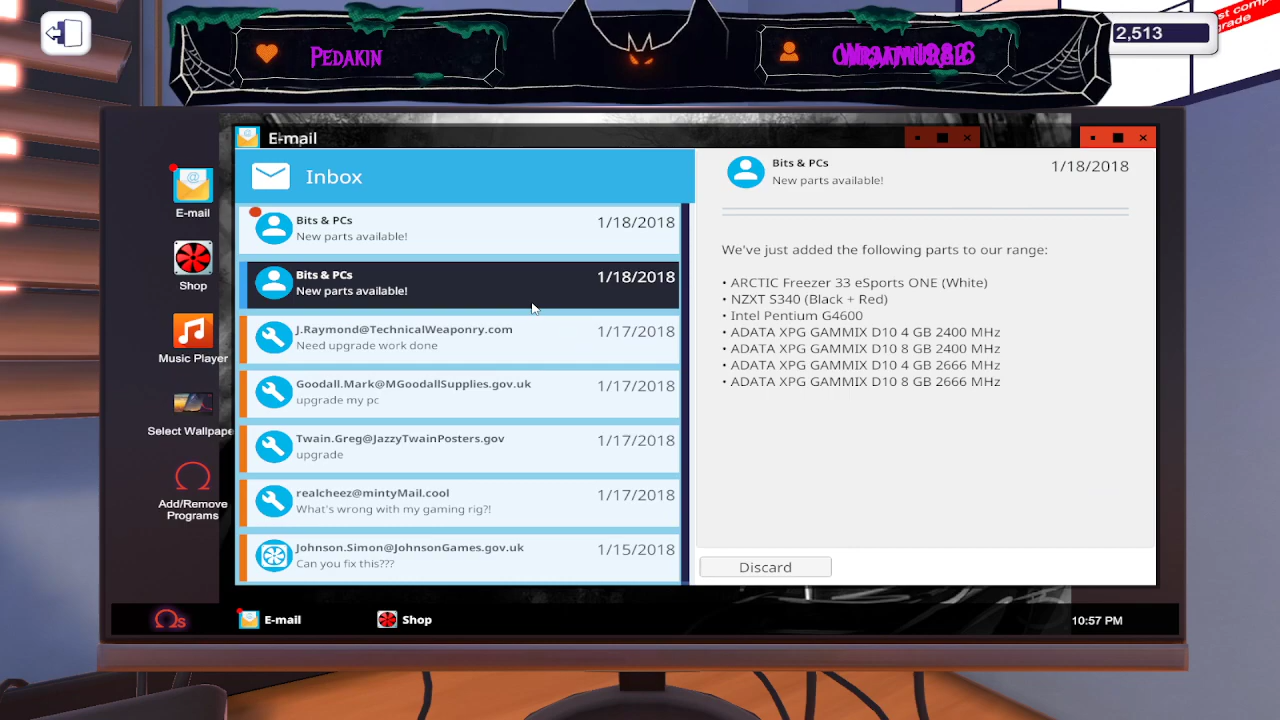 PEDAKIN
2,513
E-mail
Inbox
Bits & PCs
1/18/2018
New parts available!
Bits & PCs
1/18/2018
New parts available!
J.Raymond@TechnicalWeaponry.com
1/17/2018
Need upgrade work done
Goodall.Mark@MGoodallSupplies.gov.uk
1/17/2018
upgrade my pc
Twain.Greg@JazzyTwainPosters.gov
1/17/2018
upgrade
realcheez@mintyMail.cool
1/17/2018
What's wrong with my gaming rig?!
Johnson.Simon@JohnsonGames.gov.uk
1/15/2018
Can you fix this???
Bits & PCs
1/18/2018
New parts available!
We've just added the following parts to our range:
• ARCTIC Freezer 33 eSports ONE (White)
• NZXT S340 (Black + Red)
• Intel Pentium G4600
• ADATA XPG GAMMIX D10 4 GB 2400 MHz
• ADATA XPG GAMMIX D10 8 GB 2400 MHz
• ADATA XPG GAMMIX D10 4 GB 2666 MHz
• ADATA XPG GAMMIX D10 8 GB 2666 MHz
Discard
E-mail
Shop
Music Player
Select Wallpape
Add/Remove
Programs
Ωs
E-mail
Shop
10:57 PM